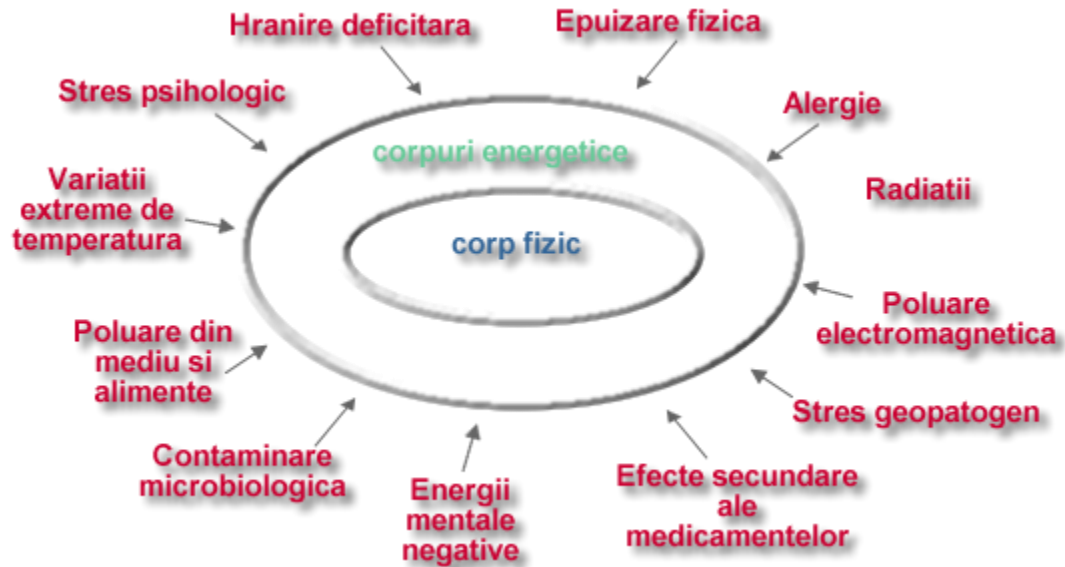 Hranire deficitara
Epuizare fizica
Stres psihologic
Alergie
corpuri energetice
Variatii
extreme de
temperatura
Radiatii
corp fizic
Poluare
electromagnetica
Poluare din
mediu si
alimente
Stres geopatogen
Contaminare
microbiologica
Energii
mentale
negative
Efecte secundare
ale
medicamentelor